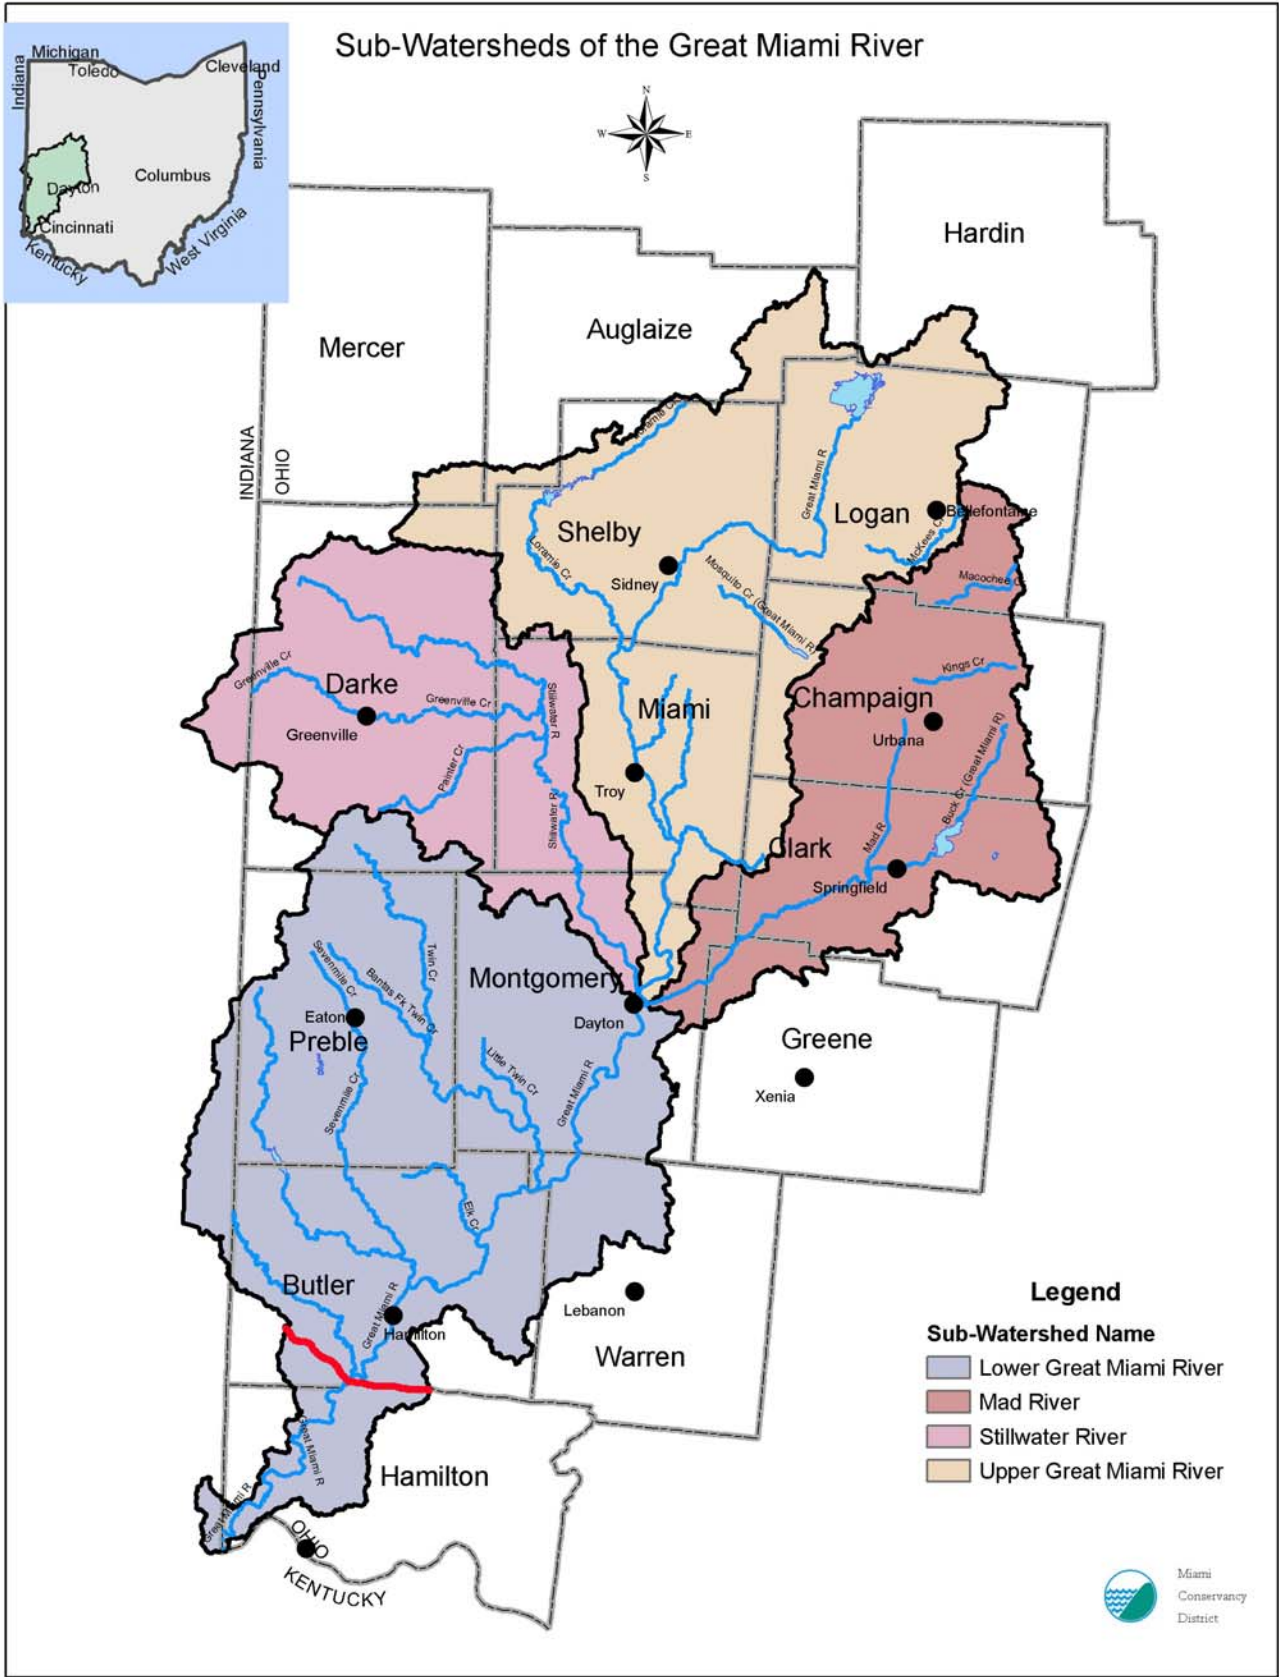 Sub-Watersheds of the Great Miami River
Michigan
Toledo
Cleveland
Indiana
Pennsylvania
Columbus
Dayton
Cincinnati
Kentucky
West Virginia
N
W
E
S
Hardin
Auglaize
Mercer
INDIANA
OHIO
Loramie Cr
Great Miami R
Logan
Bellefontaine
McKees Cr
Shelby
Loramie Cr
Sidney
Mosquito Cr (Great Miami R)
Macochee Cr
Kings Cr
Greenville Cr
Darke
Greenville Cr
Greenville
Stillwater R
Painter Cr
Stillwater R
Miami
Troy
Champaign
Urbana
Buck Cr (Great Miami R)
Mad R
Clark
Springfield
Twin Cr
Sevenmile Cr
Bantas Fk Twin Cr
Montgomery
Dayton
Eaton
Preble
Little Twin Cr
Great Miami R
Sevenmile Cr
Greene
Xenia
Elk Cr
Butler
Great Miami R
Hamilton
Lebanon
Warren
Great Miami R
Hamilton
Great Miami R
OHIO
KENTUCKY
Legend
Sub-Watershed Name
Lower Great Miami River
Mad River
Stillwater River
Upper Great Miami River
Miami
Conservancy
District